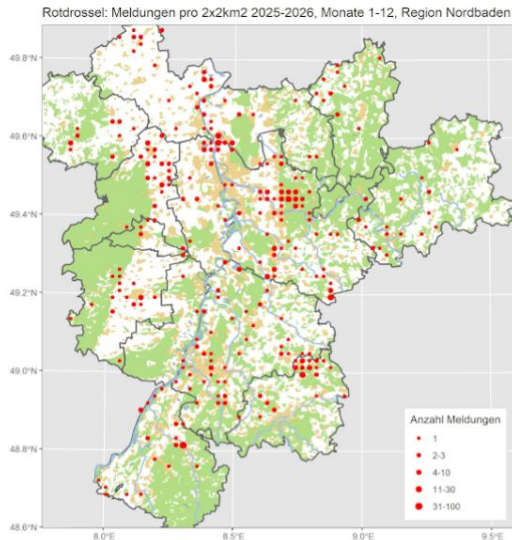 Rotdrossel: Meldungen pro 2x2km2 2025-2026, Monate 1-12, Region Nordbaden
49.8°N
49.6°N
49.4°N
49.2°N
49.0°N
48.8°N
48.6°N
8.0°E 8.5°E 9.0°E 9.5°E
Anzahl Meldungen
1
2-3
4-10
11-30
31-100